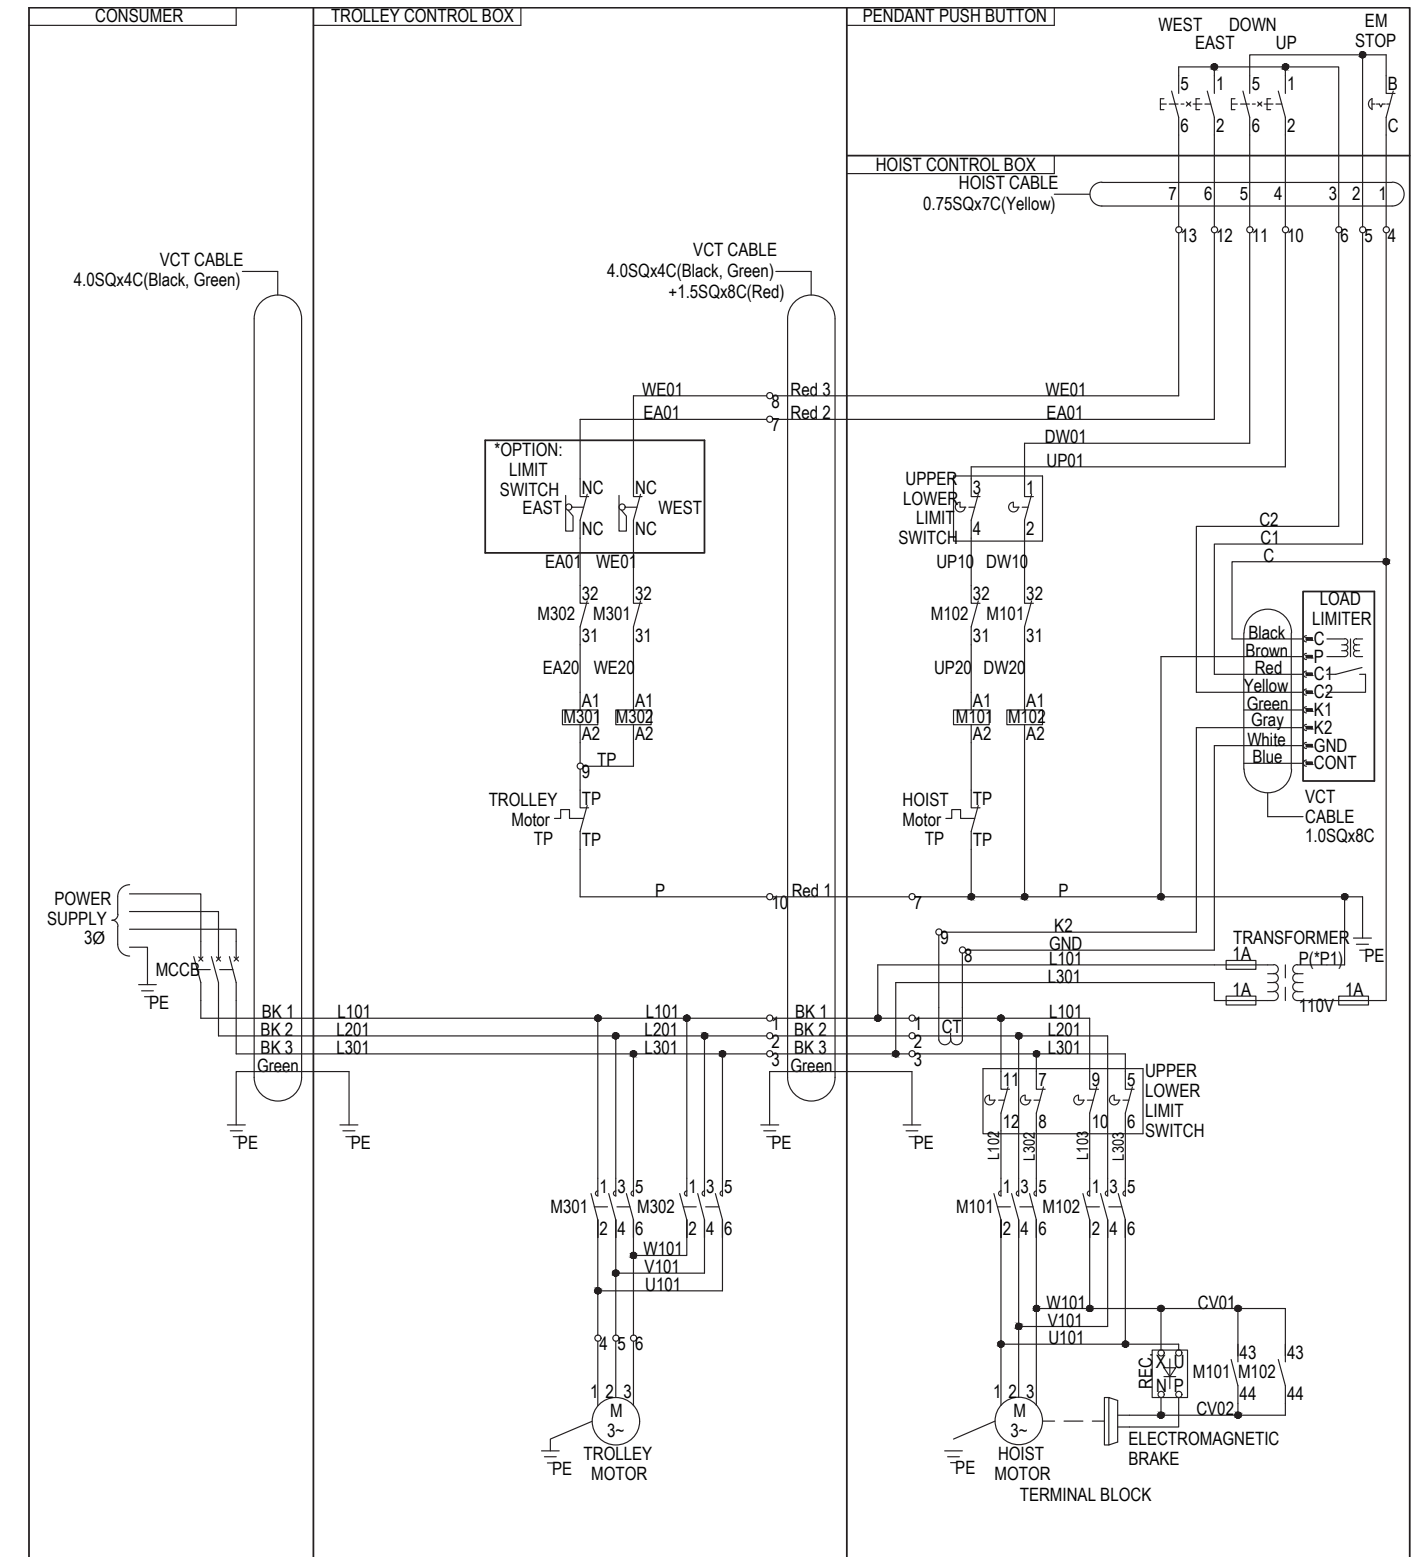 CONSUMER
TROLLEY CONTROL BOX
PENDANT PUSH BUTTON
WEST DOWN EM
EAST UP STOP
5 1 5 1 B
6 2 6 2 C
HOIST CONTROL BOX
HOIST CABLE
0.75SQx7C(Yellow)
7 6 5 4 3 2 1
13 12 11 10 6 5 4
VCT CABLE
4.0SQx4C(Black, Green)
VCT CABLE
4.0SQx4C(Black, Green)
+1.5SQx8C(Red)
WE01 8 Red 3 WE01
EA01 7 Red 2 EA01
DW01
UP01
*OPTION:
LIMIT
SWITCH
EAST
NC NC
WEST
NC NC
EA01 WE01
32 32
M302 M301
31 31
EA20 WE20
A1 A1
M301 M302
A2 A2
TP
9
TROLLEY
Motor
TP
TP
TP
UPPER
LOWER
LIMIT
SWITCH
3 1
4 2
UP10 DW10
32 32
M102 M101
31 31
UP20 DW20
A1 A1
M101 M102
A2 A2
HOIST
Motor
TP
TP
TP
C2
C1
C
LOAD
LIMITER
Black C
Brown P
Red C1
Yellow C2
Green K1
Gray K2
White GND
Blue CONT
VCT
CABLE
1.0SQx8C
P 10 Red 1 7 P
POWER
SUPPLY
3Ø
MCCB
PE
9 K2
8 GND
L101
L301
TRANSFORMER
1A P(*P1) PE
1A 110V 1A
BK 1 L101 L101 1 BK 1 1 L101
BK 2 L201 L201 2 BK 2 2 L201
BK 3 L301 L301 3 BK 3 3 L301
Green Green
CT
PE PE PE PE
11 7 9 5
12 8 10 6
UPPER
LOWER
LIMIT
SWITCH
L102 L302 L103 L303
M301 1 3 5 M302 1 3 5
2 4 6 2 4 6
W101
V101
U101
4 5 6
1 2 3
M
3~
PE
TROLLEY
MOTOR
M101 1 3 5 M102 1 3 5
2 4 6 2 4 6
W101 CV01
V101
U101
REC.
X U
N P
43 43
M101 M102
44 44
CV02
1 2 3
M
3~
PE
HOIST
MOTOR
ELECTROMAGNETIC
BRAKE
TERMINAL BLOCK